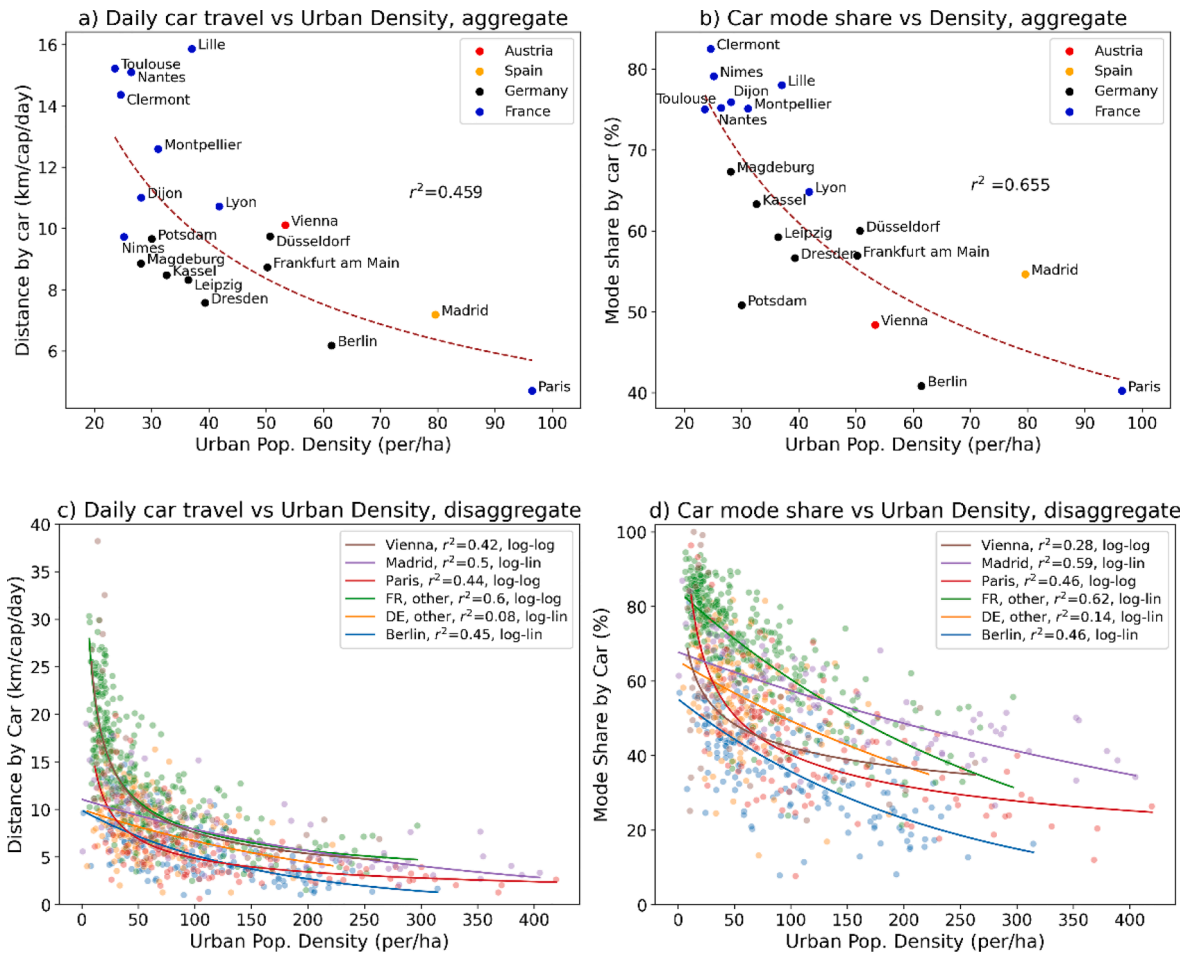 a) Daily car travel vs Urban Density, aggregate
Distance by car (km/cap/day)
16
14
12
10
8
6
Lille
Toulouse
Nantes
Clermont
Montpellier
Dijon
Lyon
Vienna
Nimes
Potsdam
Düsseldorf
Magdeburg
Kassel
Frankfurt am Main
Leipzig
Dresden
Madrid
Berlin
Paris
Austria
Spain
Germany
France
r²=0.459
20 30 40 50 60 70 80 90 100
Urban Pop. Density (per/ha)
b) Car mode share vs Density, aggregate
Mode share by car (%)
80
70
60
50
40
Clermont
Nimes
Lille
Dijon
Toulouse
Montpellier
Nantes
Magdeburg
Lyon
Kassel
Leipzig
Düsseldorf
Dresden
Frankfurt am Main
Madrid
Potsdam
Vienna
Berlin
Paris
Austria
Spain
Germany
France
r² =0.655
20 30 40 50 60 70 80 90 100
Urban Pop. Density (per/ha)
c) Daily car travel vs Urban Density, disaggregate
Distance by Car (km/cap/day)
40
35
30
25
20
15
10
5
0
Vienna, r²=0.42, log-log
Madrid, r²=0.5, log-lin
Paris, r²=0.44, log-log
FR, other, r²=0.6, log-log
DE, other, r²=0.08, log-lin
Berlin, r²=0.45, log-lin
0 50 100 150 200 250 300 350 400
Urban Pop. Density (per/ha)
d) Car mode share vs Urban Density, disaggregate
Mode Share by Car (%)
100
80
60
40
20
0
Vienna, r²=0.28, log-log
Madrid, r²=0.59, log-lin
Paris, r²=0.46, log-log
FR, other, r²=0.62, log-lin
DE, other, r²=0.14, log-lin
Berlin, r²=0.46, log-lin
0 50 100 150 200 250 300 350 400
Urban Pop. Density (per/ha)